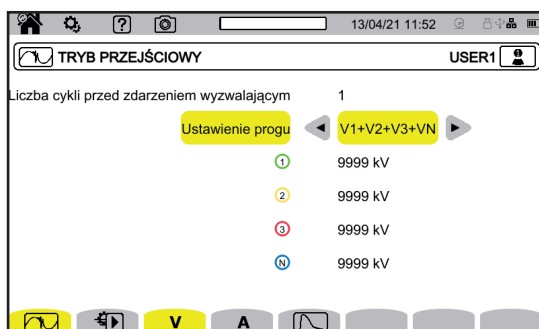 ?
13/04/21 11:52
TRYB PRZEJŚCIOWY
USER1
Liczba cykli przed zdarzeniem wyzwalającym 1
Ustawienie progu V1+V2+V3+VN
1 9999 kV
2 9999 kV
3 9999 kV
N 9999 kV
V A